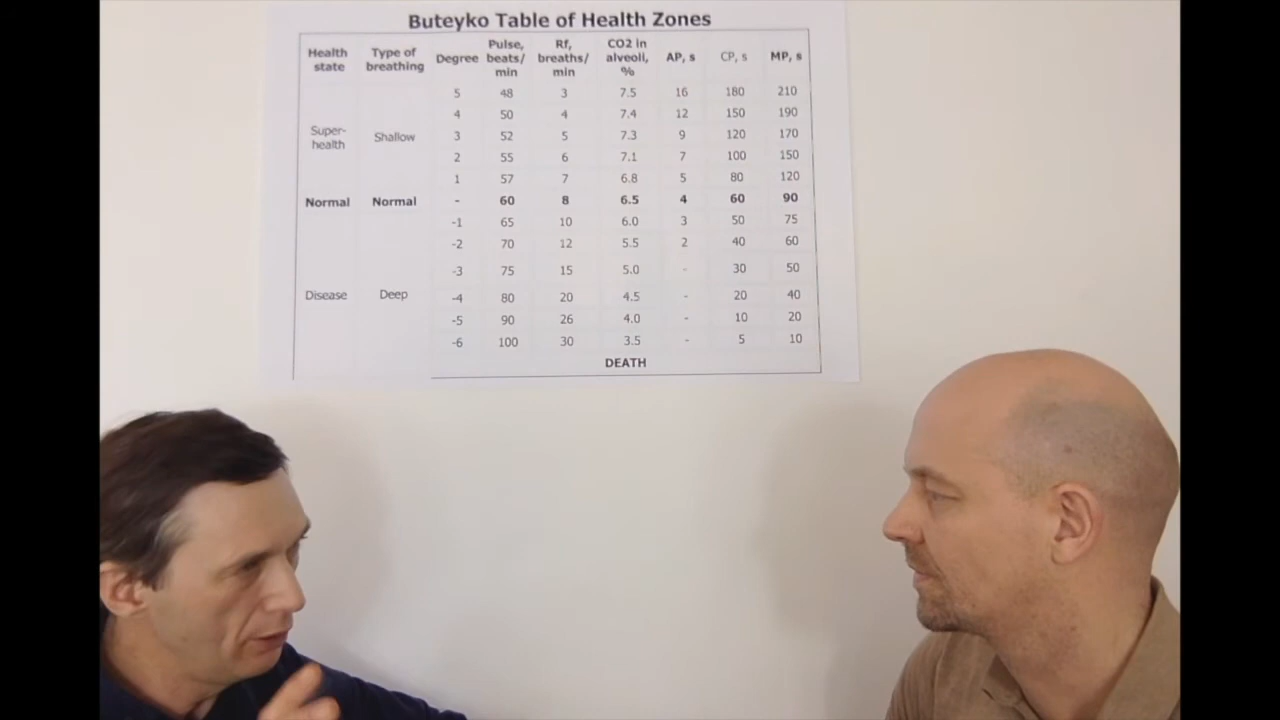 Buteyko Table of Health Zones
Health state Type of breathing Degree Pulse, beats/ min Rf, breaths/ min CO2 in alveoli, % AP, s CP, s MP, s
5 48 3 7.5 16 180 210
4 50 4 7.4 12 150 190
Super-health Shallow 3 52 5 7.3 9 120 170
2 55 6 7.1 7 100 150
1 57 7 6.8 5 80 120
Normal Normal - 60 8 6.5 4 60 90
-1 65 10 6.0 3 50 75
-2 70 12 5.5 2 40 60
-3 75 15 5.0 - 30 50
Disease Deep -4 80 20 4.5 - 20 40
-5 90 26 4.0 - 10 20
-6 100 30 3.5 - 5 10
DEATH